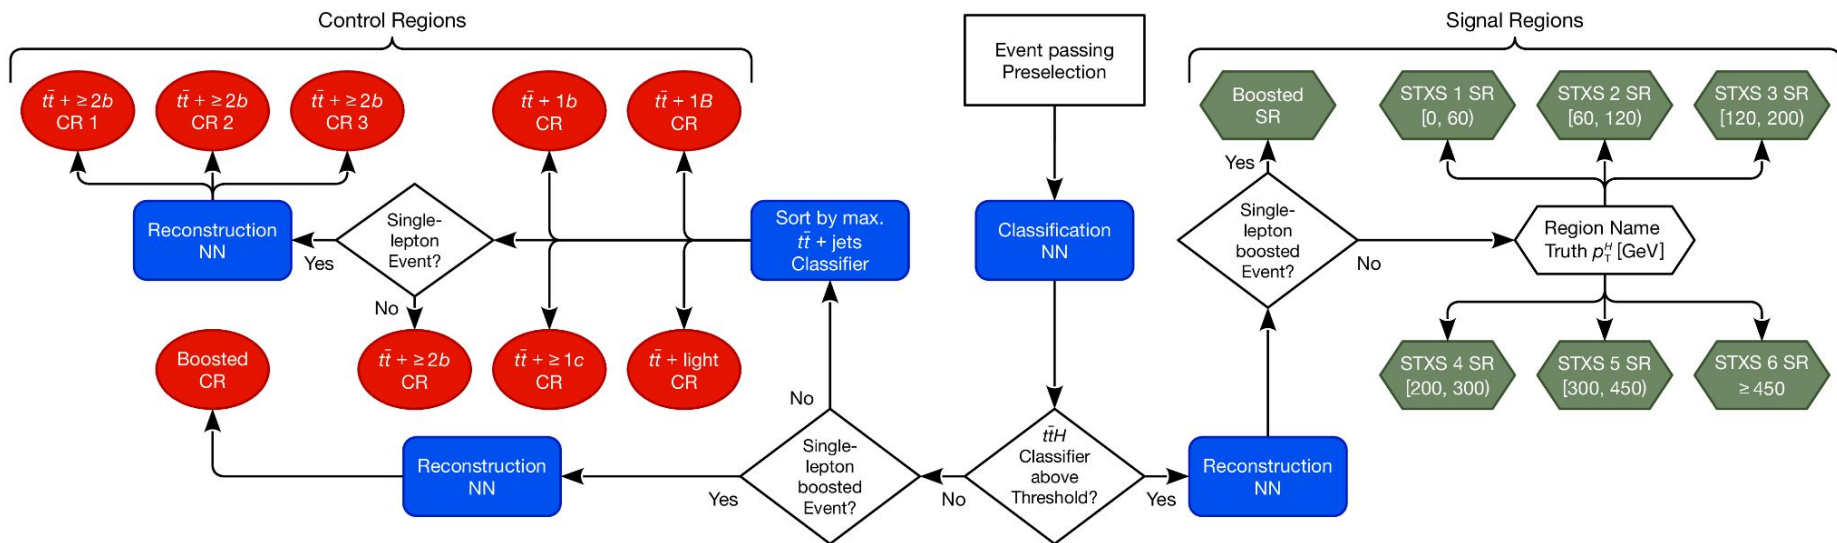 Control Regions
Signal Regions
Event passing
Preselection
tt̄ + ≥ 2b
CR 1
tt̄ + ≥ 2b
CR 2
tt̄ + ≥ 2b
CR 3
tt̄ + 1b
CR
tt̄ + 1B
CR
Boosted
SR
STXS 1 SR
[0, 60)
STXS 2 SR
[60, 120)
STXS 3 SR
[120, 200)
Yes
Reconstruction
NN
Yes
Single-
lepton
Event?
No
Sort by max.
tt̄ + jets
Classifier
Classification
NN
Single-
lepton
boosted
Event?
No
Region Name
Truth p_T^H [GeV]
Boosted
CR
tt̄ + ≥ 2b
CR
tt̄ + ≥ 1c
CR
tt̄ + light
CR
STXS 4 SR
[200, 300)
STXS 5 SR
[300, 450)
STXS 6 SR
≥ 450
No
Reconstruction
NN
Yes
Single-
lepton
boosted
Event?
No
tt̄H
Classifier
above
Threshold?
Yes
Reconstruction
NN